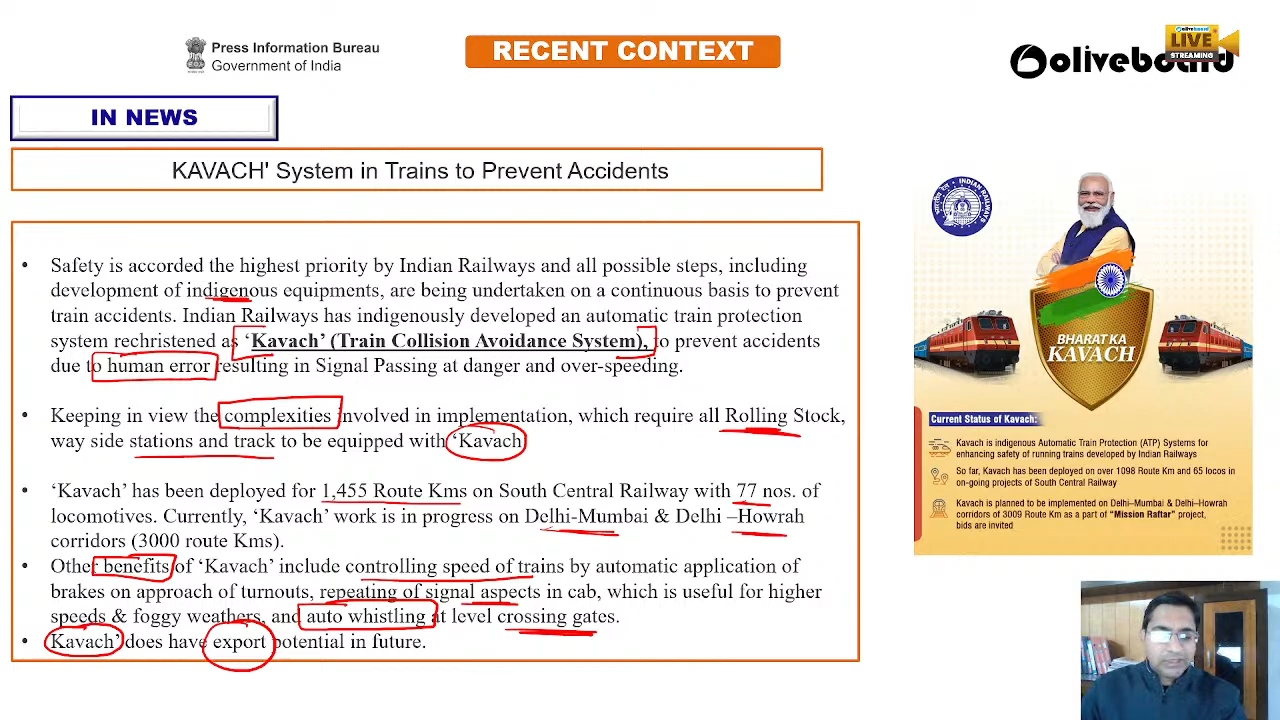 Press Information Bureau
Government of India
RECENT CONTEXT
LIVE
STREAMING
oliveboard
IN NEWS
KAVACH' System in Trains to Prevent Accidents
• Safety is accorded the highest priority by Indian Railways and all possible steps, including
development of indigenous equipments, are being undertaken on a continuous basis to prevent
train accidents. Indian Railways has indigenously developed an automatic train protection
system rechristened as ‘Kavach’ (Train Collision Avoidance System), to prevent accidents
due to human error resulting in Signal Passing at danger and over-speeding.
• Keeping in view the complexities involved in implementation, which require all Rolling Stock,
way side stations and track to be equipped with ‘Kavach
• ‘Kavach’ has been deployed for 1,455 Route Kms on South Central Railway with 77 nos. of
locomotives. Currently, ‘Kavach’ work is in progress on Delhi-Mumbai & Delhi –Howrah
corridors (3000 route Kms).
• Other benefits of ‘Kavach’ include controlling speed of trains by automatic application of
brakes on approach of turnouts, repeating of signal aspects in cab, which is useful for higher
speeds & foggy weathers, and auto whistling at level crossing gates.
• Kavach’ does have export potential in future.
INDIAN RAILWAYS
BHARAT KA
KAVACH
Current Status of Kavach:
Kavach is indigenous Automatic Train Protection (ATP) Systems for
enhancing safety of running trains developed by Indian Railways
So far, Kavach has been deployed on over 1098 Route Km and 65 locos in
on-going projects of South Central Railway
Kavach is planned to be implemented on Delhi–Mumbai & Delhi–Howrah
corridors of 3009 Route Km as a part of "Mission Raftar" project,
bids are invited